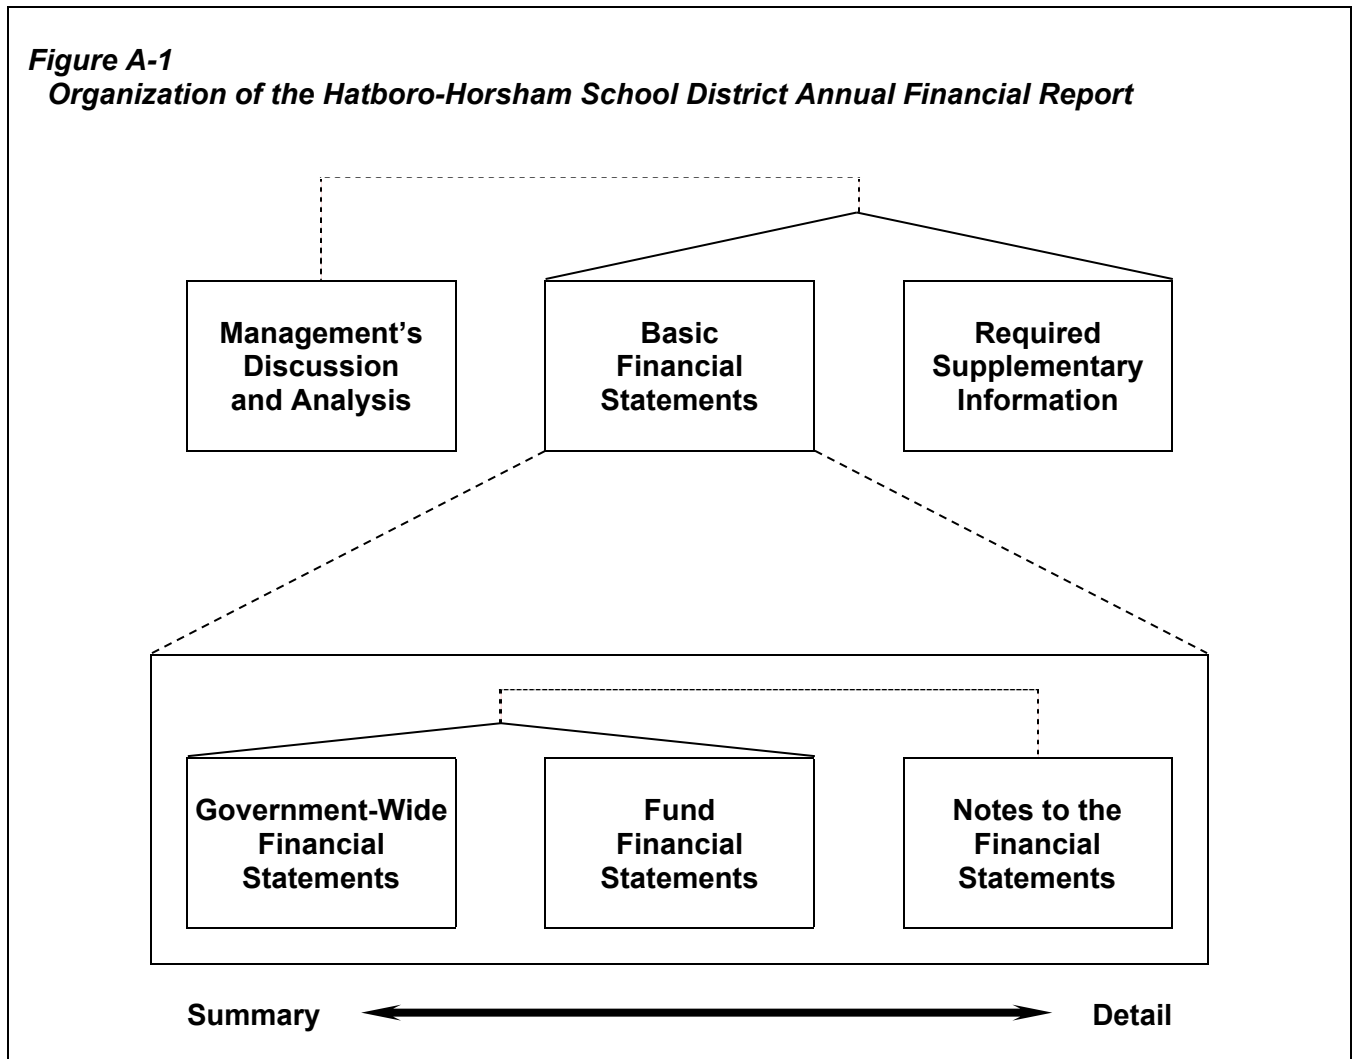 Figure A-1
Organization of the Hatboro-Horsham School District Annual Financial Report
Management’s
Discussion
and Analysis
Basic
Financial
Statements
Required
Supplementary
Information
Government-Wide
Financial
Statements
Fund
Financial
Statements
Notes to the
Financial
Statements
Summary
Detail